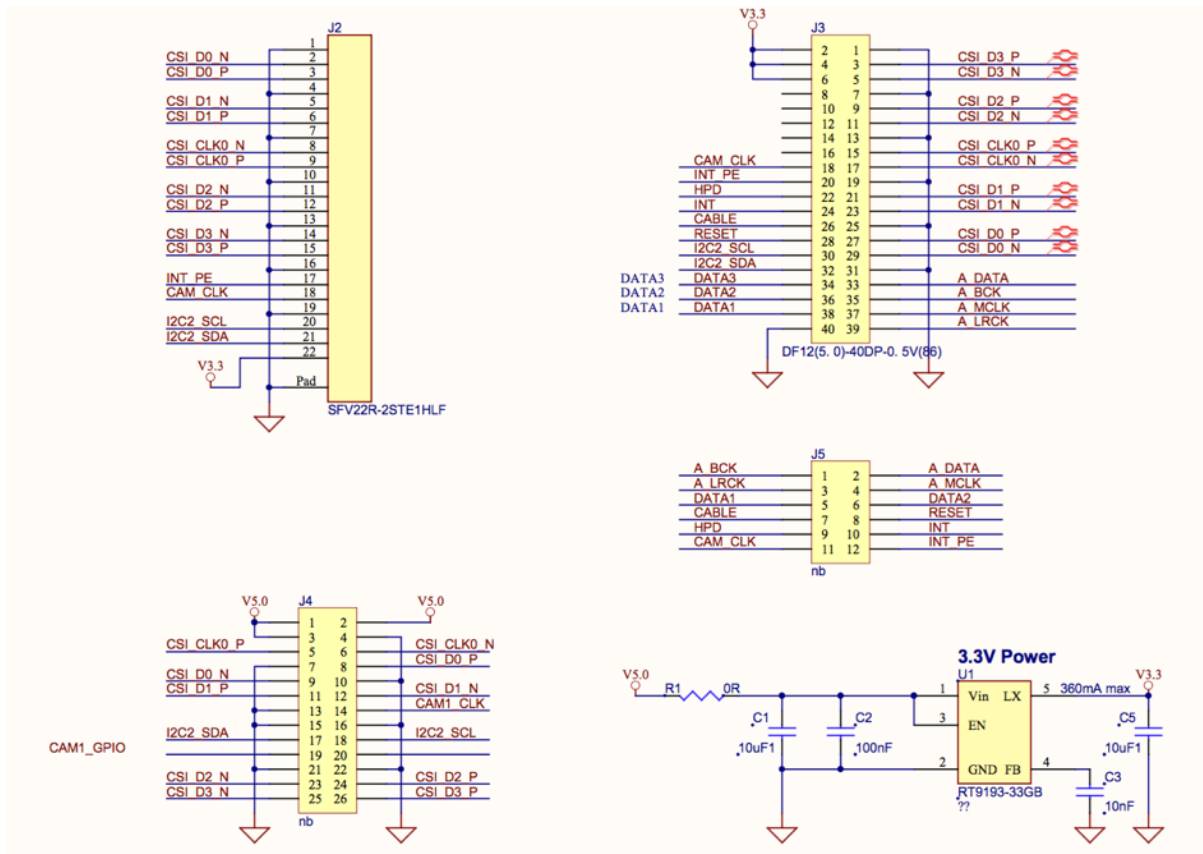 J2
1
CSI_D0_N 2
CSI_D0_P 3
4
CSI_D1_N 5
CSI_D1_P 6
7
CSI_CLK0_N 8
CSI_CLK0_P 9
10
CSI_D2_N 11
CSI_D2_P 12
13
CSI_D3_N 14
CSI_D3_P 15
16
INT_PE 17
CAM_CLK 18
19
I2C2_SCL 20
I2C2_SDA 21
22
V3.3
Pad
SFV22R-2STE1HLF
V3.3
J3
2 1
4 3 CSI_D3_P
6 5 CSI_D3_N
8 7
10 9 CSI_D2_P
12 11 CSI_D2_N
14 13
16 15 CSI_CLK0_P
CAM_CLK 18 17 CSI_CLK0_N
INT_PE 20 19
HPD 22 21 CSI_D1_P
INT 24 23 CSI_D1_N
CABLE 26 25
RESET 28 27 CSI_D0_P
I2C2_SCL 30 29 CSI_D0_N
I2C2_SDA 32 31
DATA3 DATA3 34 33 A_DATA
DATA2 DATA2 36 35 A_BCK
DATA1 DATA1 38 37 A_MCLK
40 39 A_LRCK
DF12(5. 0)-40DP-0. 5V(86)
J5
A_BCK 1 2 A_DATA
A_LRCK 3 4 A_MCLK
DATA1 5 6 DATA2
CABLE 7 8 RESET
HPD 9 10 INT
CAM_CLK 11 12 INT_PE
nb
V5.0 J4 V5.0
1 2
3 4
CSI_CLK0_P 5 6 CSI_CLK0_N
7 8 CSI_D0_P
CSI_D0_N 9 10
CSI_D1_P 11 12 CSI_D1_N
13 14 CAM1_CLK
15 16
I2C2_SDA 17 18 I2C2_SCL
CAM1_GPIO 19 20
21 22
CSI_D2_N 23 24 CSI_D2_P
CSI_D3_N 25 26 CSI_D3_P
nb
3.3V Power
V5.0 U1 V3.3
R1 0R 1 Vin LX 5 360mA max
C1 C2 3 EN C5
10uF1 100nF 10uF1
2 GND FB 4
C3
RT9193-33GB
10nF
??